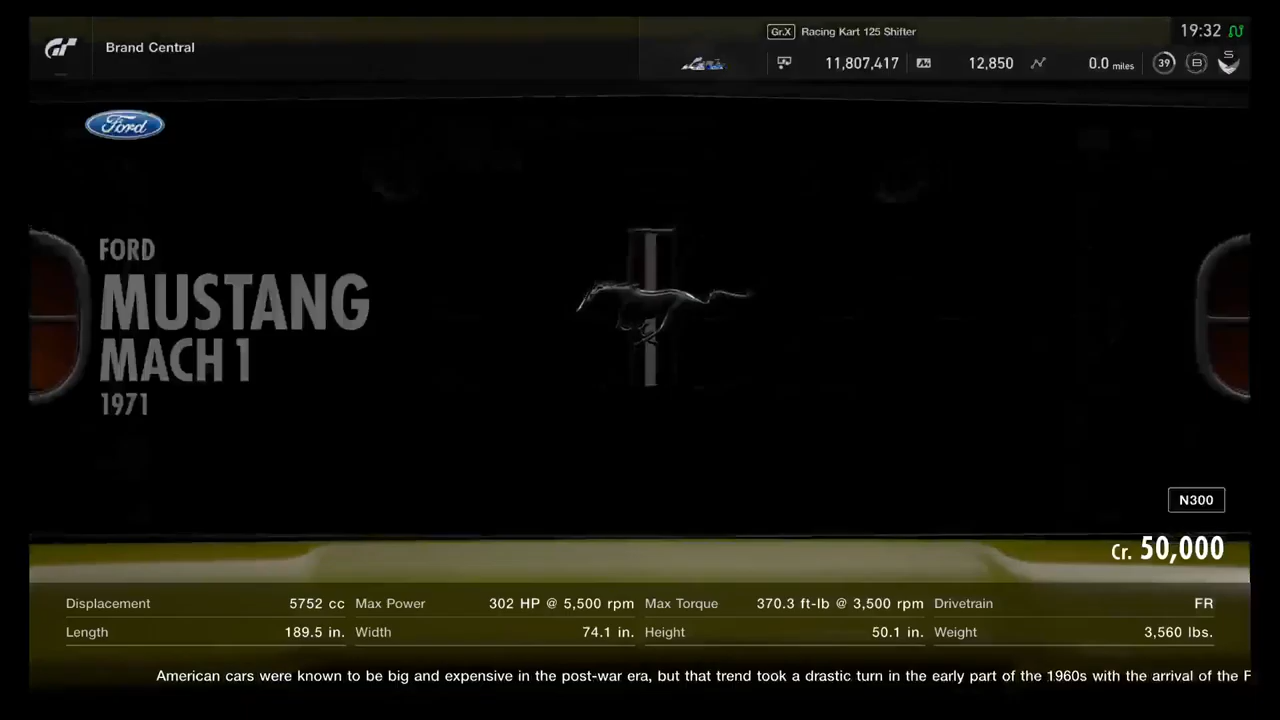 Gr.X Racing Kart 125 Shifter
19:32
Brand Central
11,807,417
12,850
0.0 miles
39
B
S
Ford
FORD
MUSTANG
MACH 1
1971
N300
Cr. 50,000
Displacement 5752 cc Max Power 302 HP @ 5,500 rpm Max Torque 370.3 ft-lb @ 3,500 rpm Drivetrain FR
Length 189.5 in. Width 74.1 in. Height 50.1 in. Weight 3,560 lbs.
American cars were known to be big and expensive in the post-war era, but that trend took a drastic turn in the early part of the 1960s with the arrival of the F